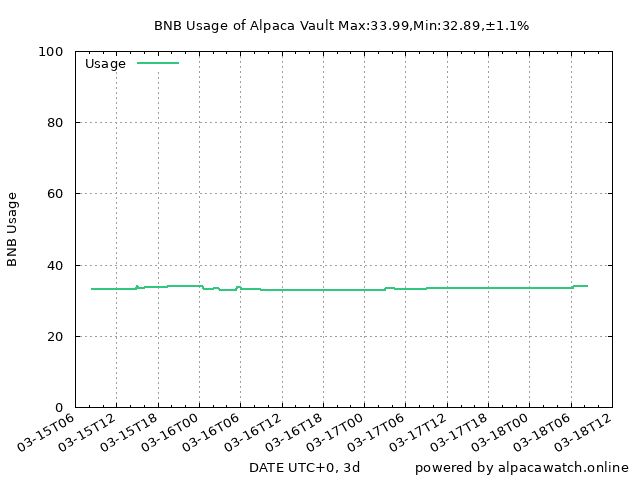 BNB Usage of Alpaca Vault Max:33.99,Min:32.89,±1.1%
Usage
BNB Usage
100
80
60
40
20
0
03-15T06
03-15T12
03-15T18
03-16T00
03-16T06
03-16T12
03-16T18
03-17T00
03-17T06
03-17T12
03-17T18
03-18T00
03-18T06
03-18T12
DATE UTC+0, 3d
powered by alpacawatch.online